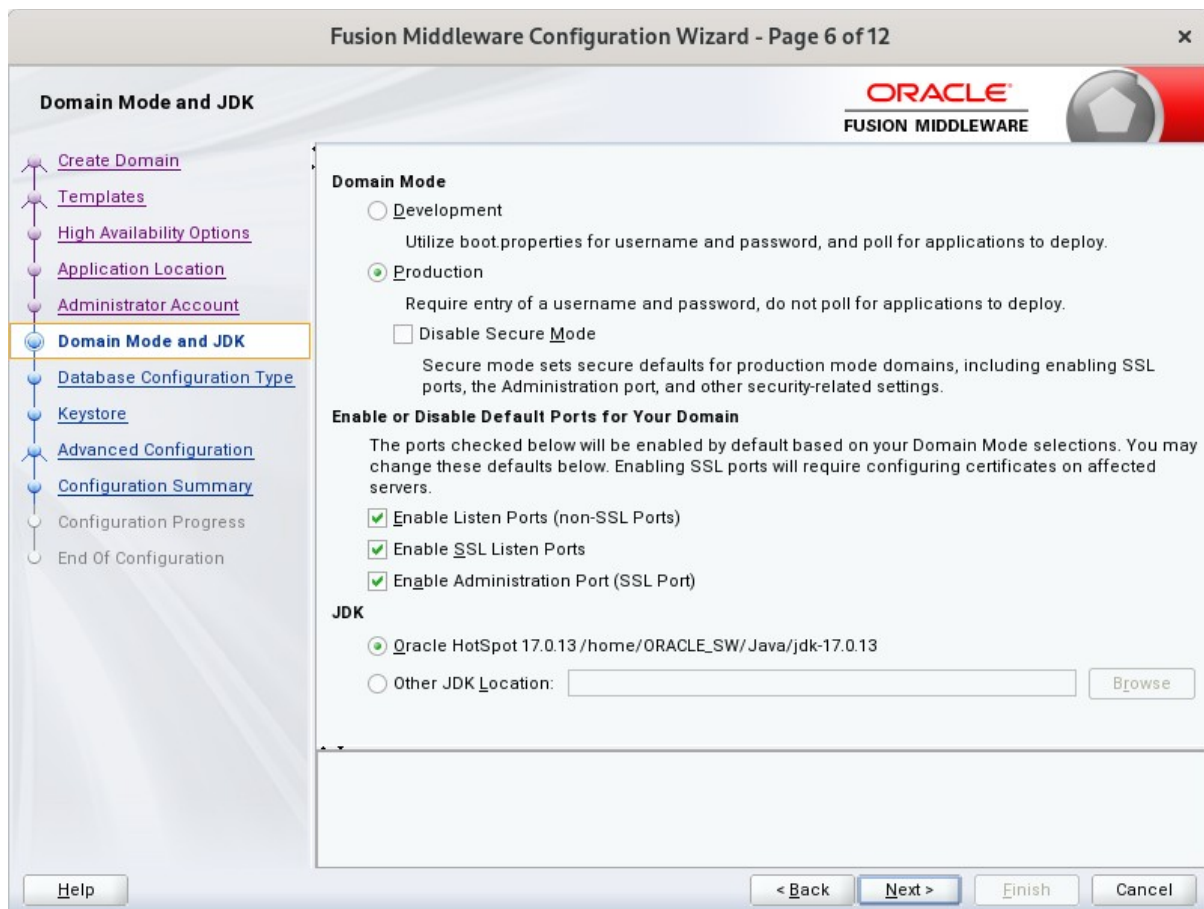 Fusion Middleware Configuration Wizard - Page 6 of 12
Domain Mode and JDK
ORACLE
FUSION MIDDLEWARE
Create Domain
Templates
High Availability Options
Application Location
Administrator Account
Domain Mode and JDK
Database Configuration Type
Keystore
Advanced Configuration
Configuration Summary
Configuration Progress
End Of Configuration
Domain Mode
Development
Utilize boot.properties for username and password, and poll for applications to deploy.
Production
Require entry of a username and password, do not poll for applications to deploy.
Disable Secure Mode
Secure mode sets secure defaults for production mode domains, including enabling SSL
ports, the Administration port, and other security-related settings.
Enable or Disable Default Ports for Your Domain
The ports checked below will be enabled by default based on your Domain Mode selections. You may
change these defaults below. Enabling SSL ports will require configuring certificates on affected
servers.
Enable Listen Ports (non-SSL Ports)
Enable SSL Listen Ports
Enable Administration Port (SSL Port)
JDK
Oracle HotSpot 17.0.13 /home/ORACLE_SW/Java/jdk-17.0.13
Other JDK Location:
Browse
Help
< Back
Next >
Finish
Cancel